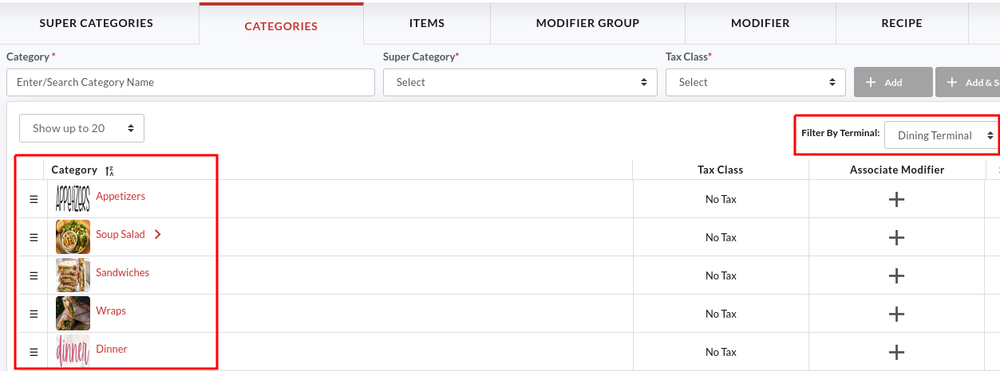 SUPER CATEGORIES CATEGORIES ITEMS MODIFIER GROUP MODIFIER RECIPE
Category * Super Category* Tax Class*
Enter/Search Category Name Select Select + Add + Add & S
Show up to 20 Filter By Terminal: Dining Terminal
Category Tax Class Associate Modifier
APPETIZERS Appetizers No Tax
Soup Salad No Tax
Sandwiches No Tax
Wraps No Tax
dinner Dinner No Tax